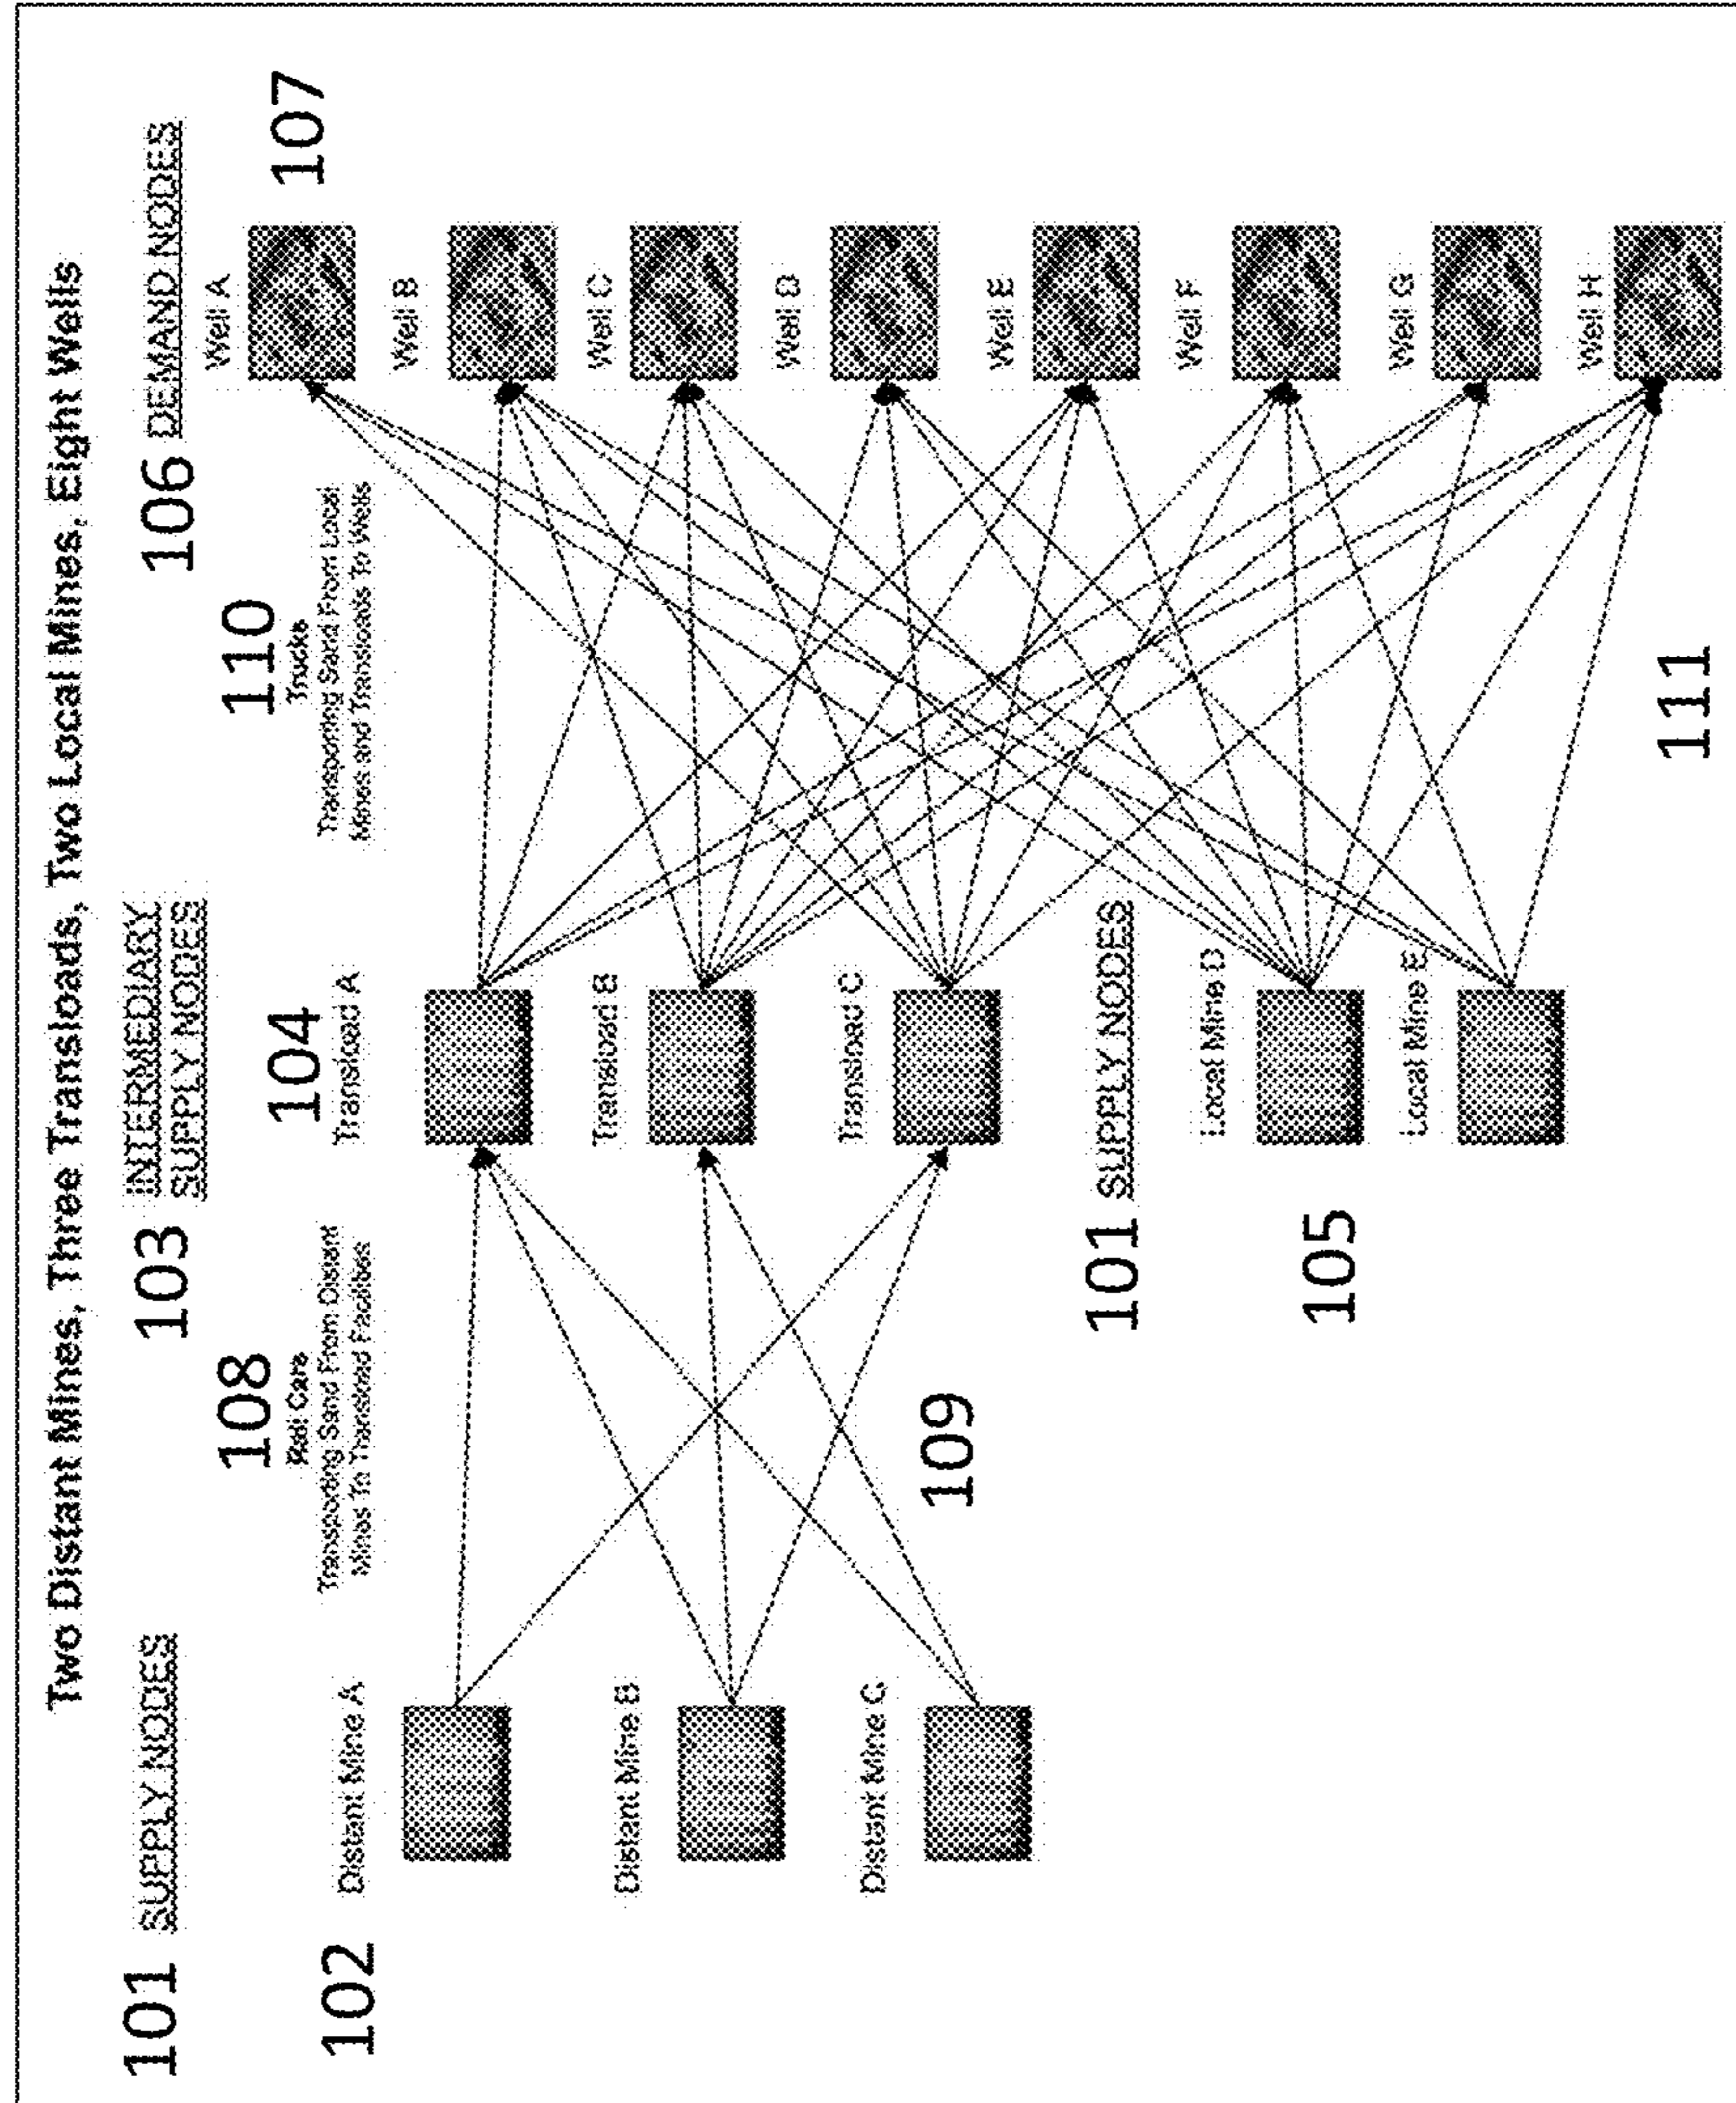 Two Distant Mines, Three Transloads, Two Local Mines, Eight Wells
101 SUPPLY NODES
103 INTERMEDIARY
SUPPLY NODES
106 DEMAND NODES
108
Rail Cars
Transporting Sand From Distant
Mines To Transload Facilities
110
Trucks
Transporting Sand From Local
Mines and Transloads To Wells
102
Distant Mine A
Distant Mine B
Distant Mine C
104
Transload A
Transload B
Transload C
109
101 SUPPLY NODES
105
Local Mine D
Local Mine E
107
Well A
Well B
Well C
Well D
Well E
Well F
Well G
Well H
111